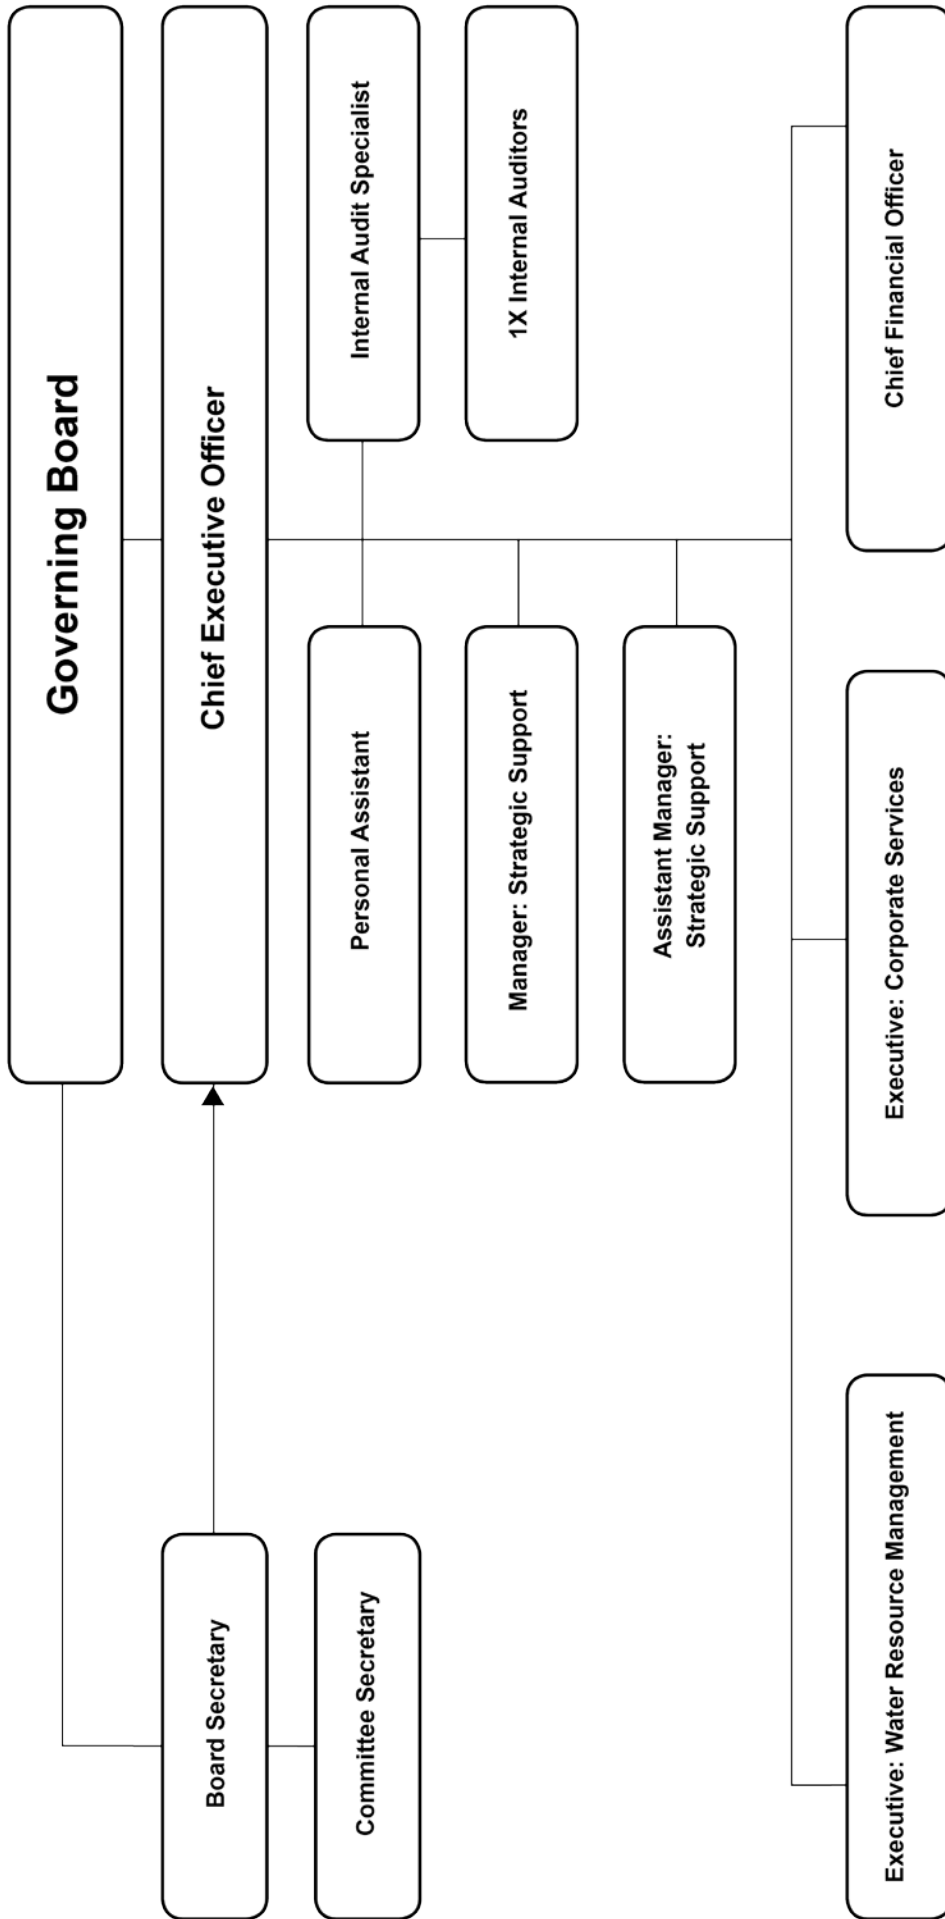 Governing Board
Board Secretary
Chief Executive Officer
Committee Secretary
Personal Assistant
Internal Audit Specialist
Manager: Strategic Support
1X Internal Auditors
Assistant Manager:
Strategic Support
Executive: Water Resource Management
Executive: Corporate Services
Chief Financial Officer